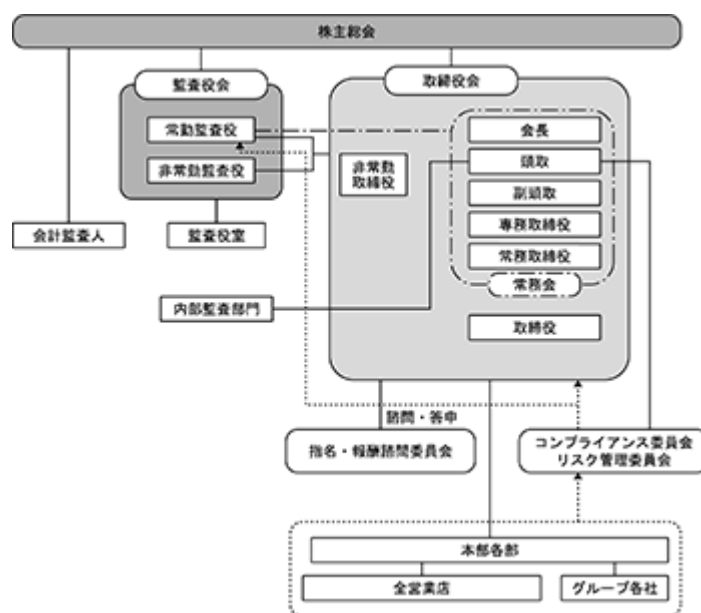 株主総会
監査役会
取締役会
常勤監査役
非常勤監査役
非常勤
取締役
会長
頭取
副頭取
専務取締役
常務取締役
常務会
会計監査人
監査役室
内部監査部門
取締役
諮問・答申
指名・報酬諮問委員会
コンプライアンス委員会
リスク管理委員会
本部各部
全営業店
グループ各社